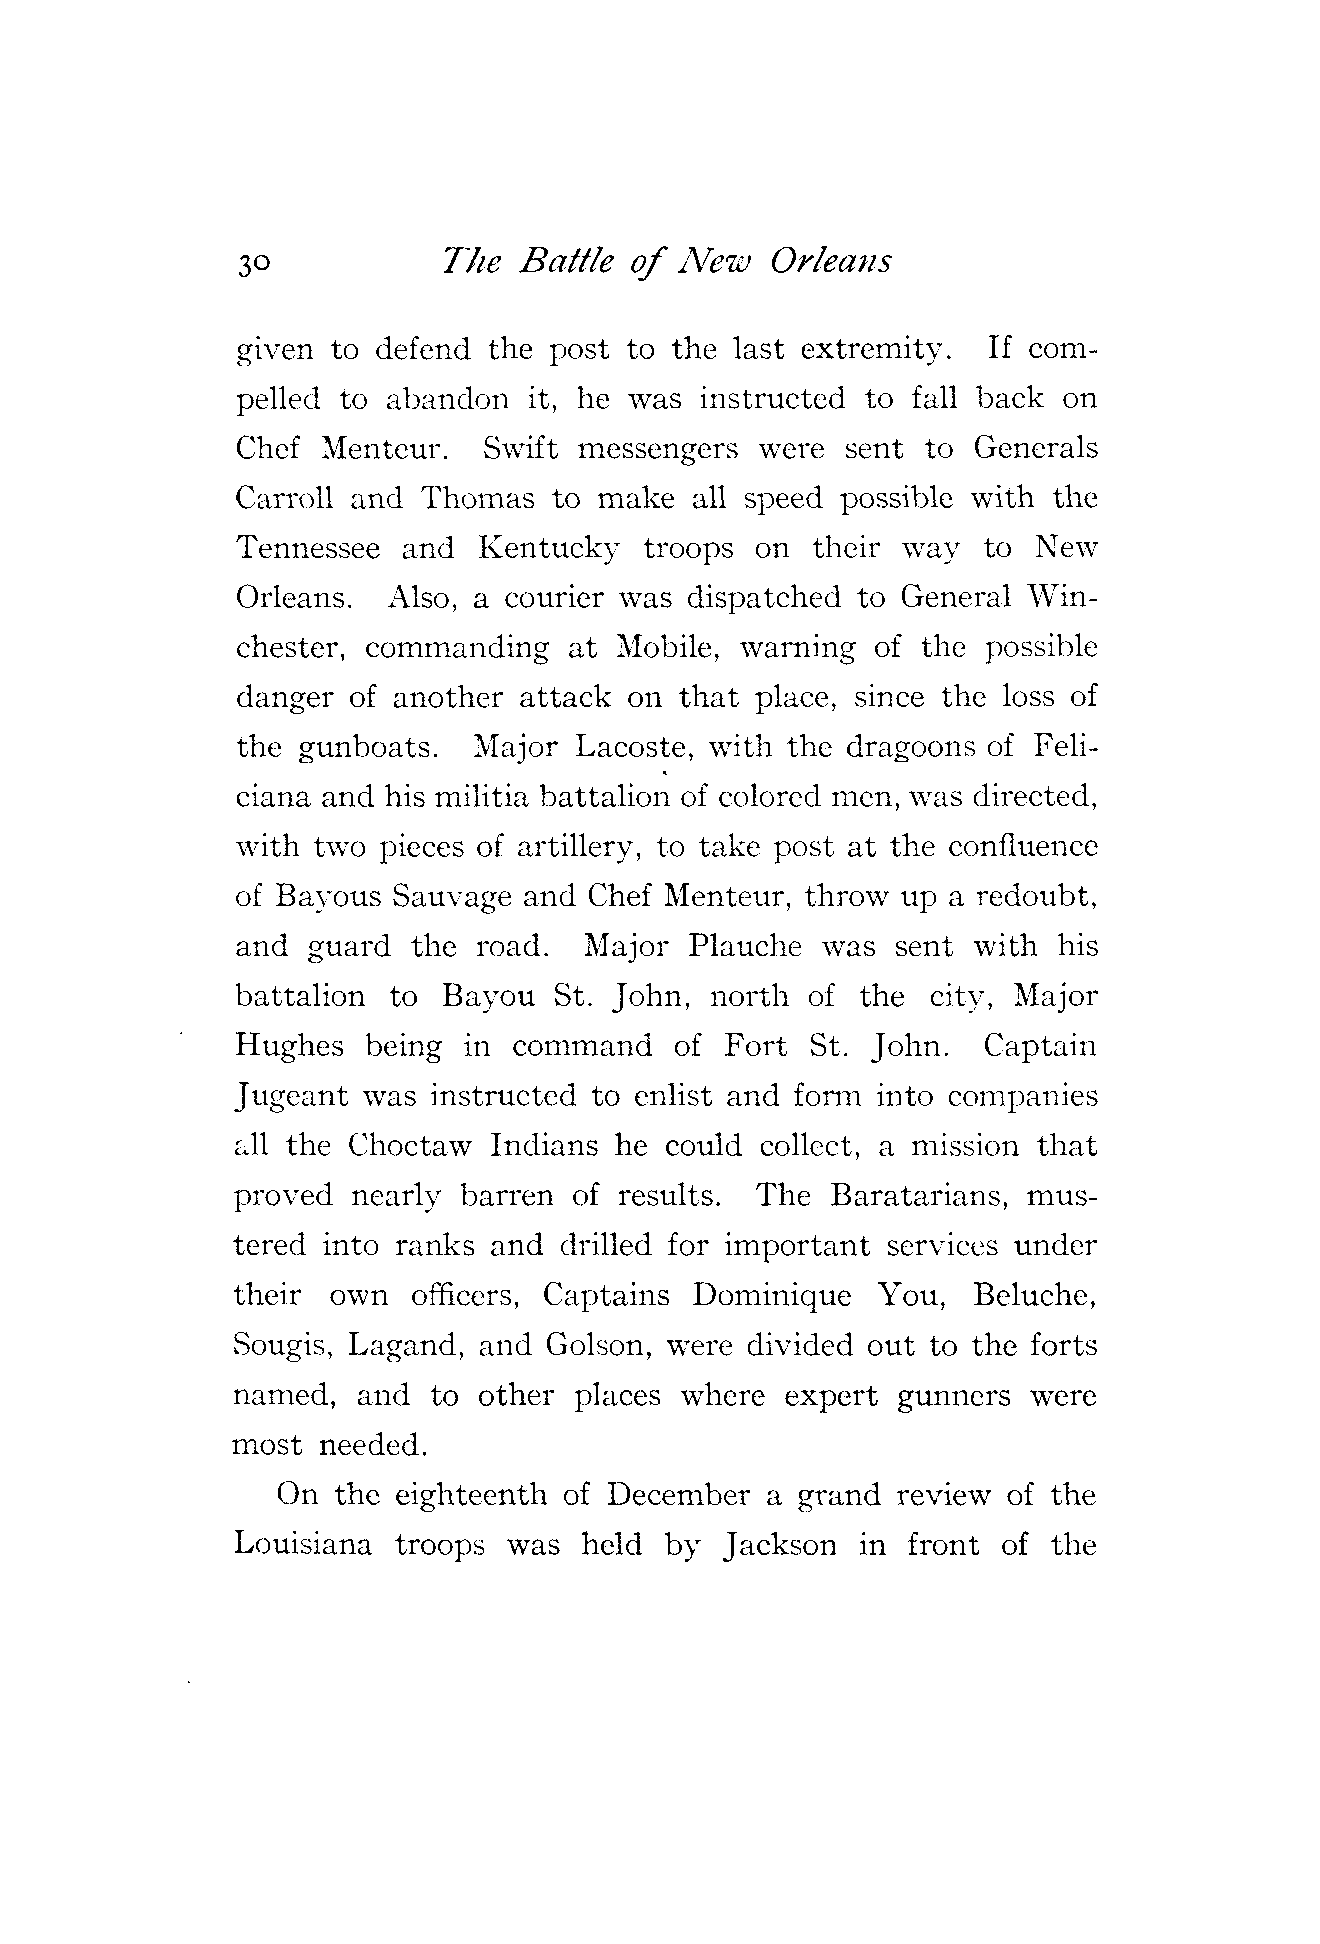 30 The Battle of New Orleans
given to defend the post to the last extremity. If com-
pelled to abandon it, he was instructed to fall back on
Chef Menteur. Swift messengers were sent to Generals
Carroll and Thomas to make all speed possible with the
Tennessee and Kentucky troops on their way to New
Orleans. Also, a courier was dispatched to General Win-
chester, commanding at Mobile, warning of the possible
danger of another attack on that place, since the loss of
the gunboats. Major Lacoste, with the dragoons of Feli-
ciana and his militia battalion of colored men, was directed,
with two pieces of artillery, to take post at the confluence
of Bayous Sauvage and Chef Menteur, throw up a redoubt,
and guard the road. Major Plauche was sent with his
battalion to Bayou St. John, north of the city, Major
Hughes being in command of Fort St. John. Captain
Jugeant was instructed to enlist and form into companies
all the Choctaw Indians he could collect, a mission that
proved nearly barren of results. The Baratarians, mus-
tered into ranks and drilled for important services under
their own officers, Captains Dominique You, Beluche,
Sougis, Lagand, and Golson, were divided out to the forts
named, and to other places where expert gunners were
most needed.
On the eighteenth of December a grand review of the
Louisiana troops was held by Jackson in front of the